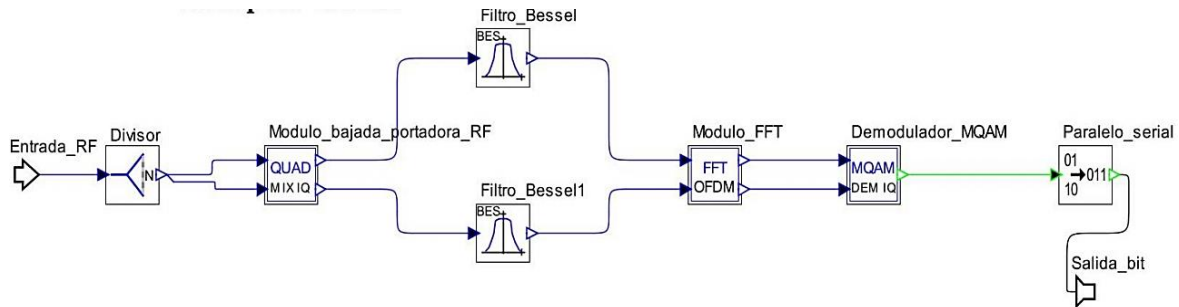 Filtro_Bessel
BES
Entrada_RF
Divisor
N
Modulo_bajada_portadora_RF
QUAD
MIX IQ
Filtro_Bessel1
BES
Modulo_FFT
FFT
OFDM
Demodulador_MQAM
MQAM
DEM IQ
Paralelo_serial
01
011
10
Salida_bit